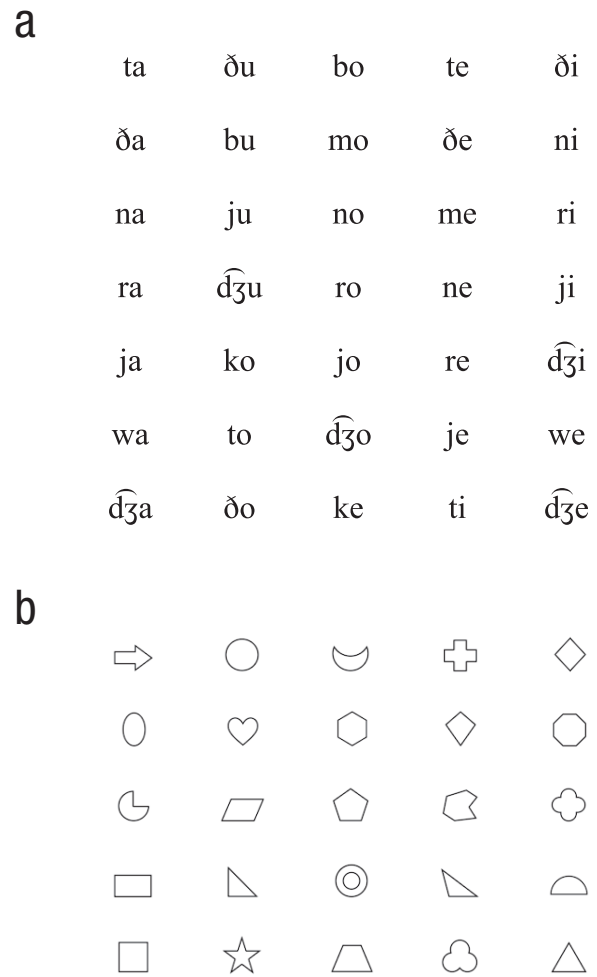 a
ta ðu bo te ði
ða bu mo ðe ni
na ju no me ri
ra d͡ʒu ro ne ji
ja ko jo re d͡ʒi
wa to d͡ʒo je we
d͡ʒa ðo ke ti d͡ʒe
b